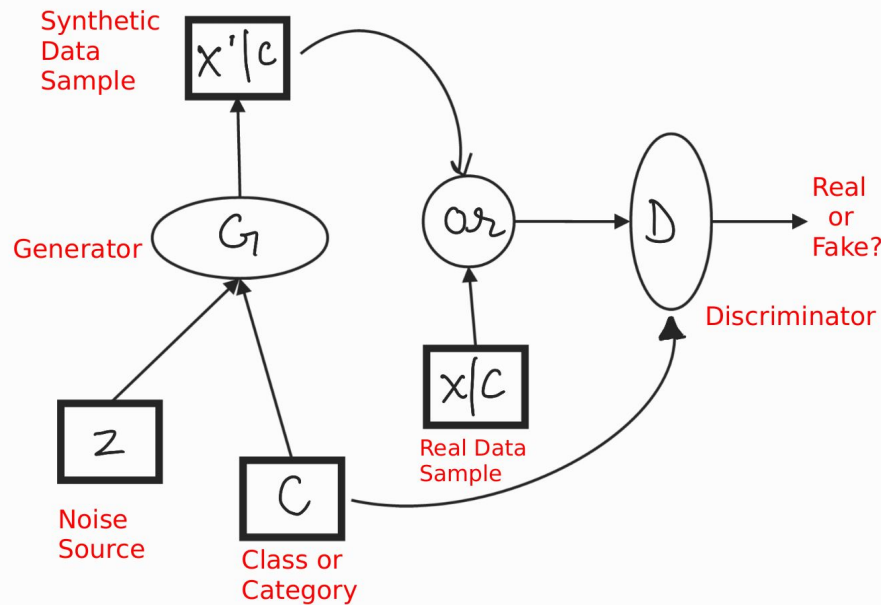 Synthetic
Data
Sample
X'|C
G
Generator
or
D
Real
or
Fake?
Discriminator
X|C
Real Data
Sample
z
Noise
Source
C
Class or
Category